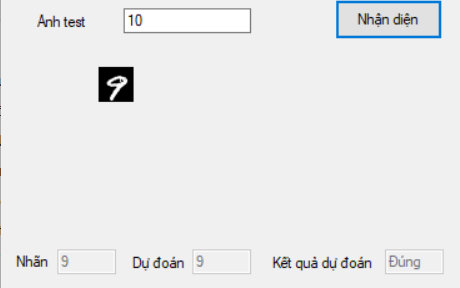 Ảnh test 10 Nhận diện
9
Nhãn 9 Dự đoán 9 Kết quả dự đoán Đúng